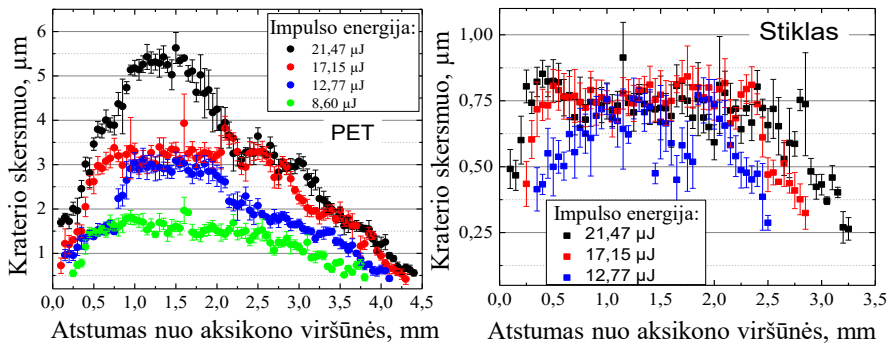 Kraterio skersmuo, µm
6
5
4
3
2
1
Impulso energija:
21,47 µJ
17,15 µJ
12,77 µJ
8,60 µJ
PET
0,0 0,5 1,0 1,5 2,0 2,5 3,0 3,5 4,0 4,5
Atstumas nuo aksikono viršūnės, mm
Kraterio skersmuo, µm
1,00
0,75
0,50
0,25
Stiklas
Impulso energija:
21,47 µJ
17,15 µJ
12,77 µJ
0,0 0,5 1,0 1,5 2,0 2,5 3,0 3,5
Atstumas nuo aksikono viršūnės, mm